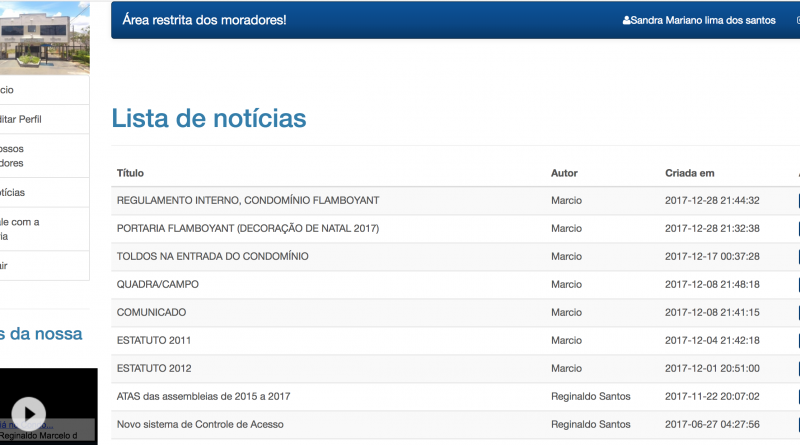 Área restrita dos moradores!
Sandra Mariano lima dos santos
cio
ditar Perfil
ossos
dores
otícias
ale com a
ria
air
s da nossa
Reginaldo Marcelo d
Lista de notícias
Título Autor Criada em
REGULAMENTO INTERNO, CONDOMÍNIO FLAMBOYANT Marcio 2017-12-28 21:44:32
PORTARIA FLAMBOYANT (DECORAÇÃO DE NATAL 2017) Marcio 2017-12-28 21:32:38
TOLDOS NA ENTRADA DO CONDOMÍNIO Marcio 2017-12-17 00:37:28
QUADRA/CAMPO Marcio 2017-12-08 21:48:18
COMUNICADO Marcio 2017-12-08 21:41:15
ESTATUTO 2011 Marcio 2017-12-04 21:42:18
ESTATUTO 2012 Marcio 2017-12-01 20:51:00
ATAS das assembleias de 2015 a 2017 Reginaldo Santos 2017-11-22 20:07:02
Novo sistema de Controle de Acesso Reginaldo Santos 2017-06-27 04:27:56